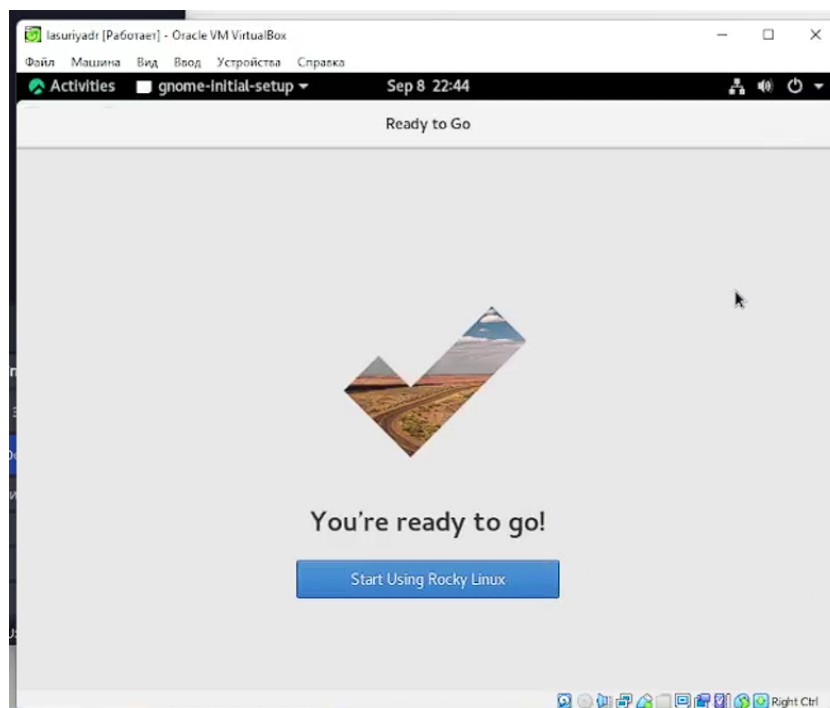 lasuriyadr [Работает] - Oracle VM VirtualBox
Файл Машина Вид Ввод Устройства Справка
Activities gnome-initial-setup Sep 8 22:44
Ready to Go
You're ready to go!
Start Using Rocky Linux
Right Ctrl